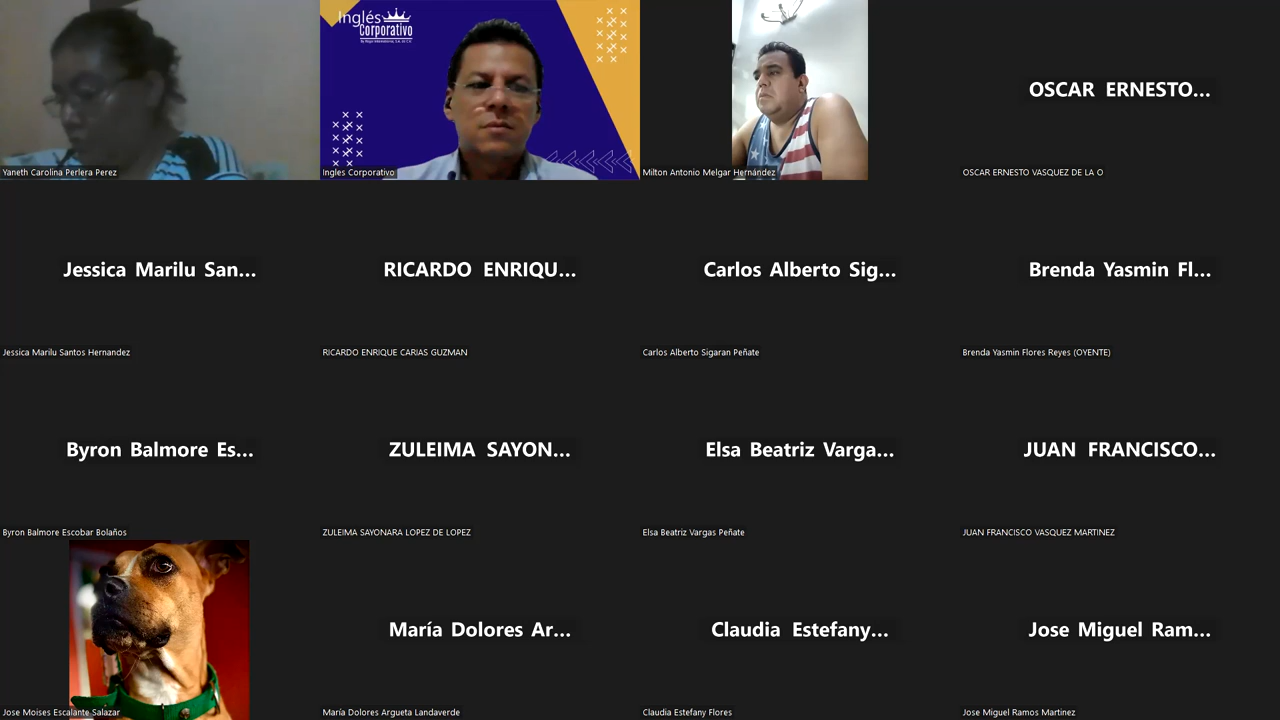 Inglés
Corporativo
Yaneth Carolina Perlera Perez
Ingles Corporativo
Milton Antonio Melgar Hernández
OSCAR ERNESTO...
OSCAR ERNESTO VASQUEZ DE LA O
Jessica Marilu San...
RICARDO ENRIQU...
Carlos Alberto Sig...
Brenda Yasmin Fl...
Jessica Marilu Santos Hernandez
RICARDO ENRIQUE CARIAS GUZMAN
Carlos Alberto Sigaran Peñate
Brenda Yasmin Flores Reyes (OYENTE)
Byron Balmore Es...
ZULEIMA SAYON...
Elsa Beatriz Varga...
JUAN FRANCISCO...
Byron Balmore Escobar Bolaños
ZULEIMA SAYONARA LOPEZ DE LOPEZ
Elsa Beatriz Vargas Peñate
JUAN FRANCISCO VASQUEZ MARTINEZ
María Dolores Ar...
Claudia Estefany...
Jose Miguel Ram...
Jose Moises Escalante Salazar
María Dolores Argueta Landaverde
Claudia Estefany Flores
Jose Miguel Ramos Martinez